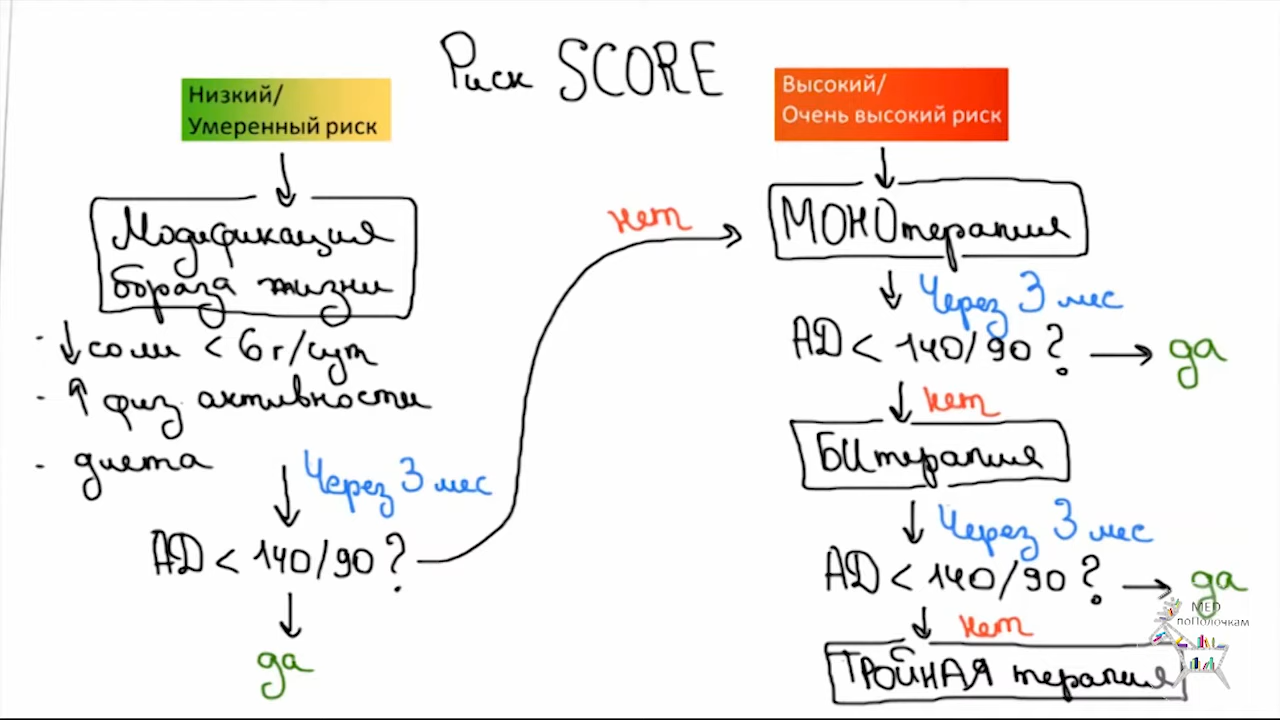 Риск SCORE
Низкий/
Умеренный риск
Модификация
образа жизни
· ↓ соли < 6 г/сут
· ↑ физ активности
- диета
Через 3 мес
АД < 140/90 ?
да
нет
Высокий/
Очень высокий риск
МОНОтерапия
Через 3 мес
АД < 140/90 ?
да
нет
БИтерапия
Через 3 мес
АД < 140/90 ?
да
нет
ТРОЙНАЯ терапия
MED
поПолочкам